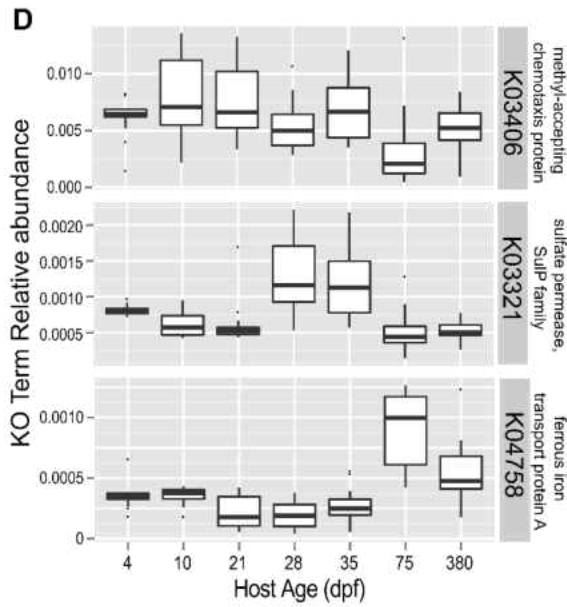 D
KO Term Relative abundance
0.010
0.005
0.000
K03406
methyl-accepting
chemotaxis protein
0.0020
0.0015
0.0010
0.0005
K03321
sulfate permease,
SulP family
0.0010
0.0005
0
K04758
ferrous iron
transport protein A
4 10 21 28 35 75 380
Host Age (dpf)